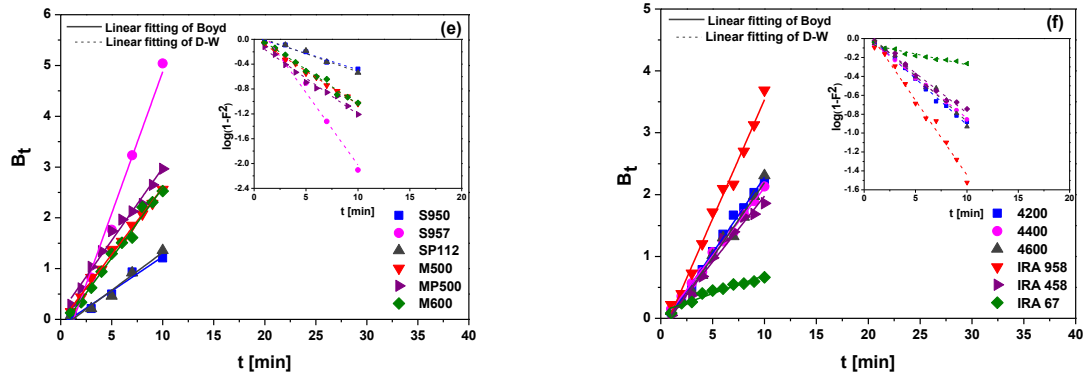 Linear fitting of Boyd
Linear fitting of D-W
(e)
0.0
-0.4
-0.8
-1.2
-1.6
-2.0
-2.4
log(1-F²)
0 5 10 15 20
t [min]
6
5
4
3
2
1
0
Bt
S950
S957
SP112
M500
MP500
M600
0 5 10 15 20 25 30 35 40
t [min]
Linear fitting of Boyd
Linear fitting of D-W
(f)
0.0
-0.2
-0.4
-0.6
-0.8
-1.0
-1.2
-1.4
-1.6
log(1-F²)
0 5 10 15 20
t [min]
5
4
3
2
1
0
Bt
4200
4400
4600
IRA 958
IRA 458
IRA 67
0 5 10 15 20 25 30 35 40
t [min]